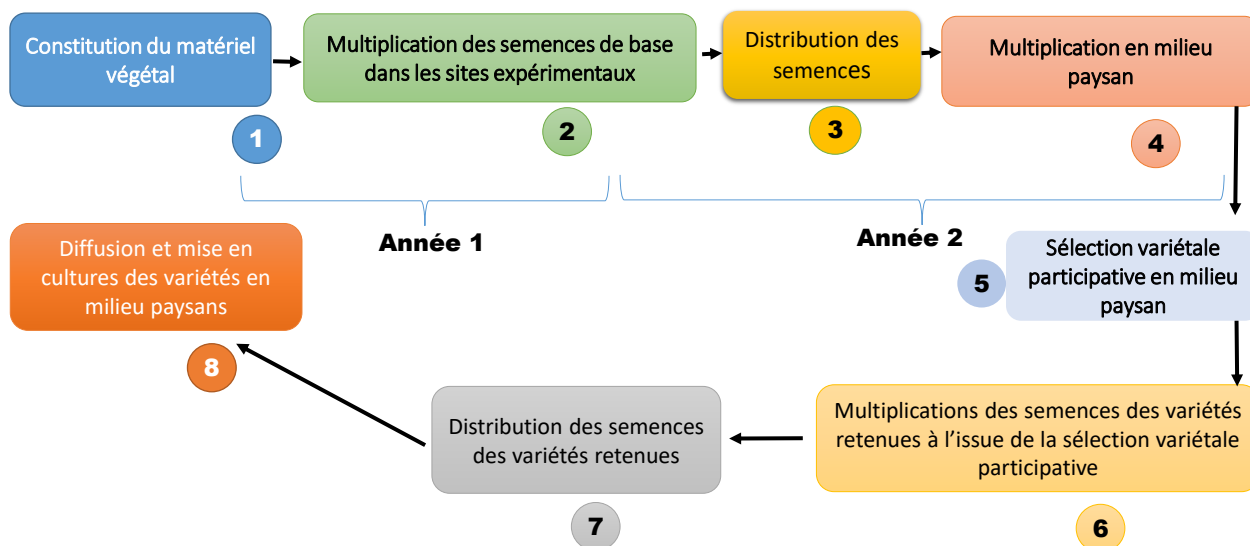 Constitution du matériel
végétal
1
Multiplication des semences de base
dans les sites expérimentaux
2
Distribution des
semences
3
Multiplication en milieu
paysan
4
Année 1
Année 2
Sélection variétale
participative en milieu
paysan
5
Multiplications des semences des variétés
retenues à l’issue de la sélection variétale
participative
6
Distribution des semences
des variétés retenues
7
Diffusion et mise en
cultures des variétés en
milieu paysans
8